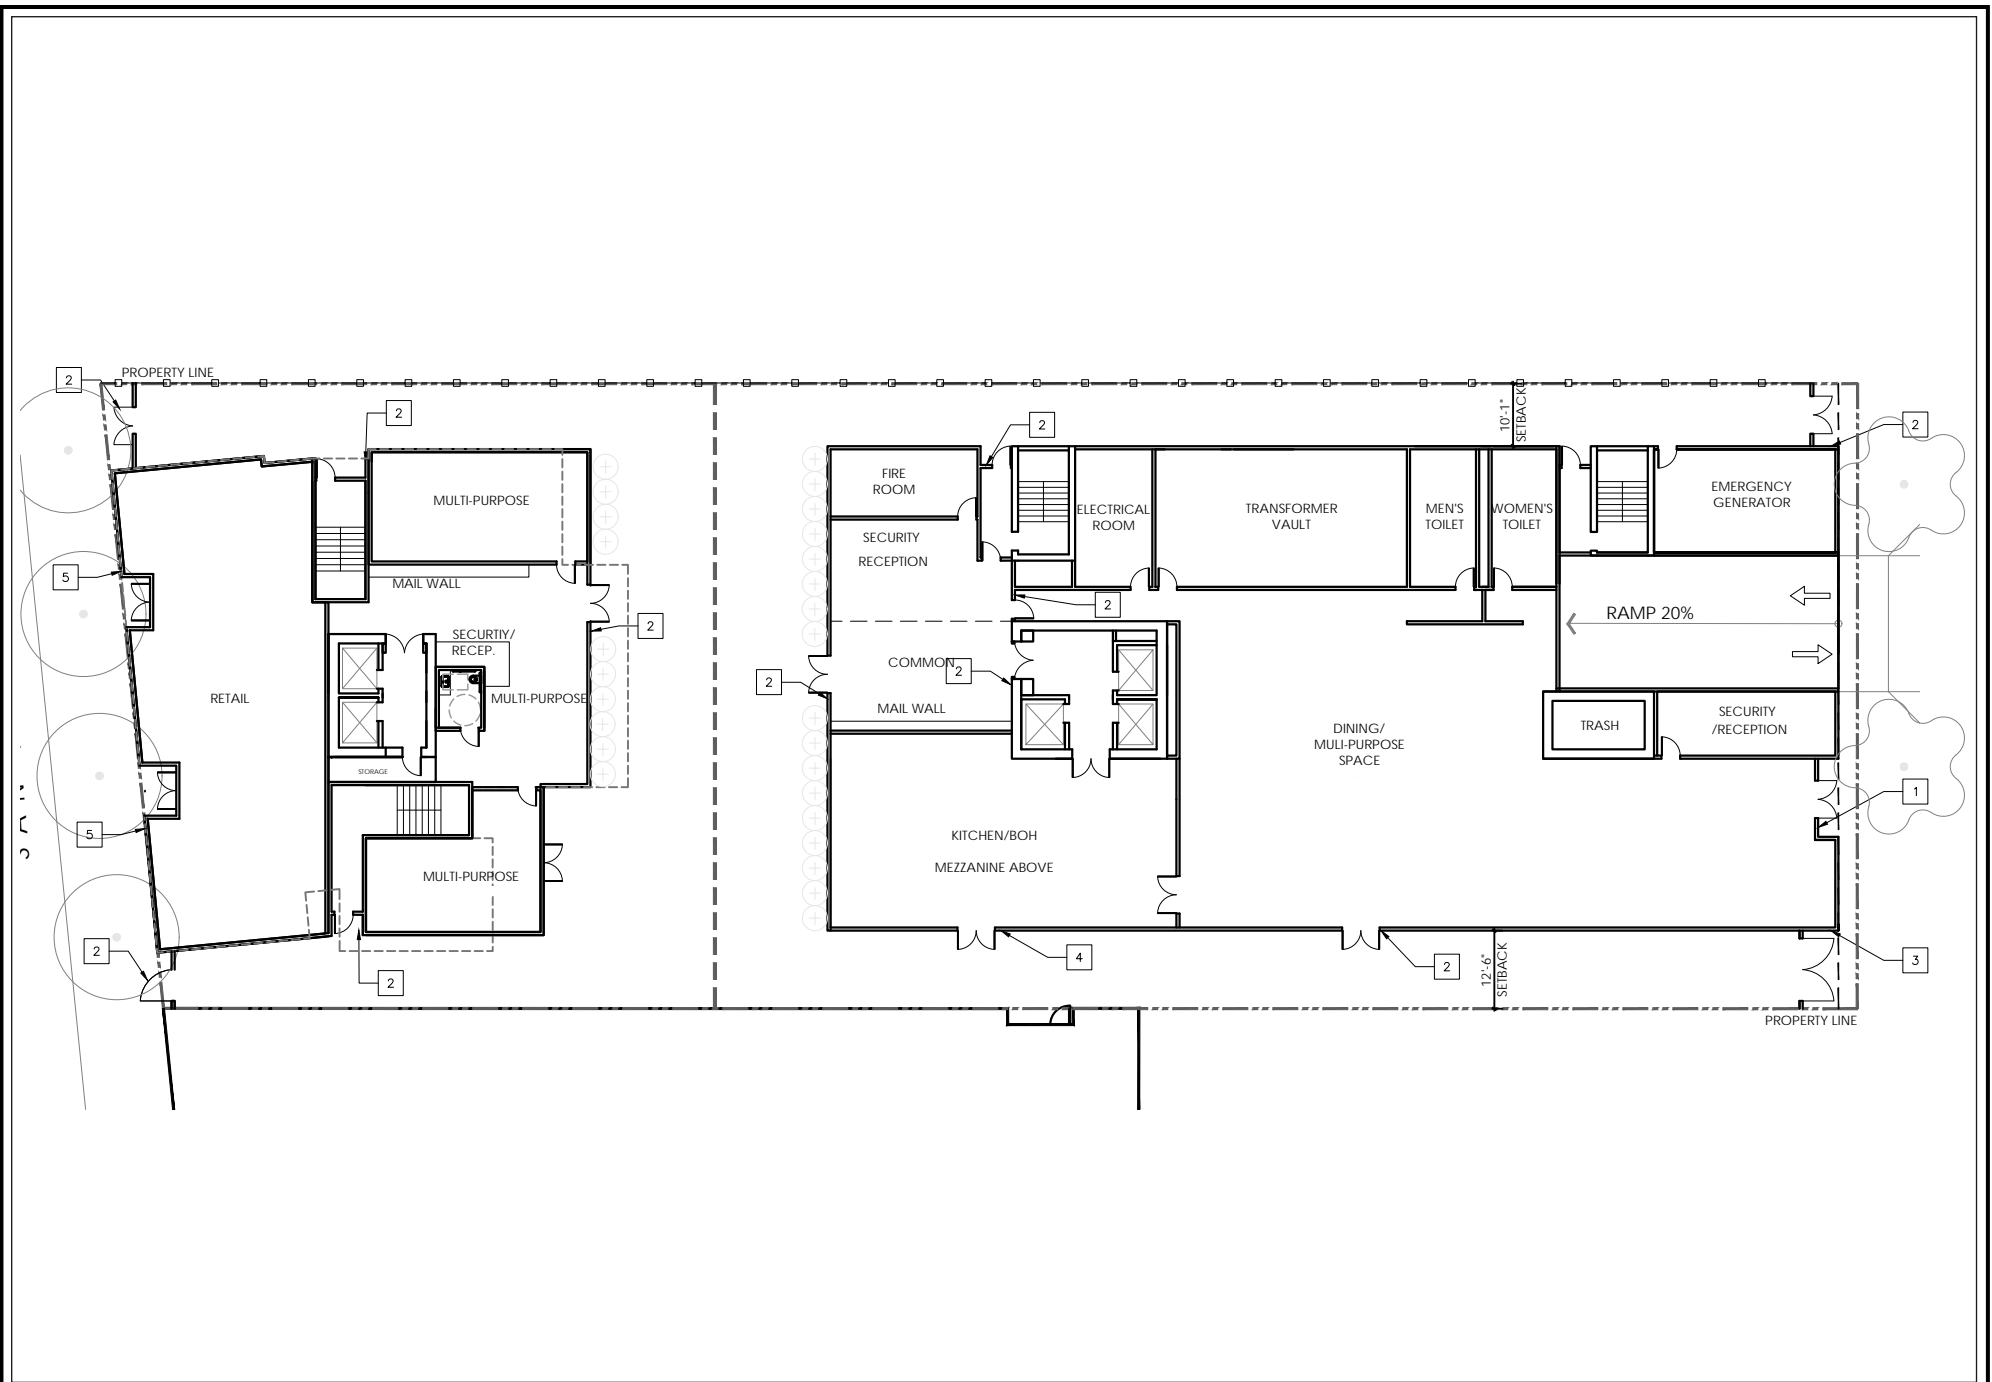 PROPERTY LINE
2
2
2
2
10'-1"
SETBACK
FIRE
ROOM
MULTI-PURPOSE
EMERGENCY
GENERATOR
ELECTRICAL
ROOM
TRANSFORMER
VAULT
MEN'S
TOILET
WOMEN'S
TOILET
SECURITY
RECEPTION
5
MAIL WALL
2
RAMP 20%
2
SECURTIY/
RECEP.
COMMON
2
2
RETAIL
MULTI-PURPOSE
MAIL WALL
DINING/
MULI-PURPOSE
SPACE
TRASH
SECURITY
/RECEPTION
STORAGE
1
5
SAN
KITCHEN/BOH
MEZZANINE ABOVE
MULTI-PURPOSE
2
2
4
2
12'-6"
SETBACK
3
PROPERTY LINE